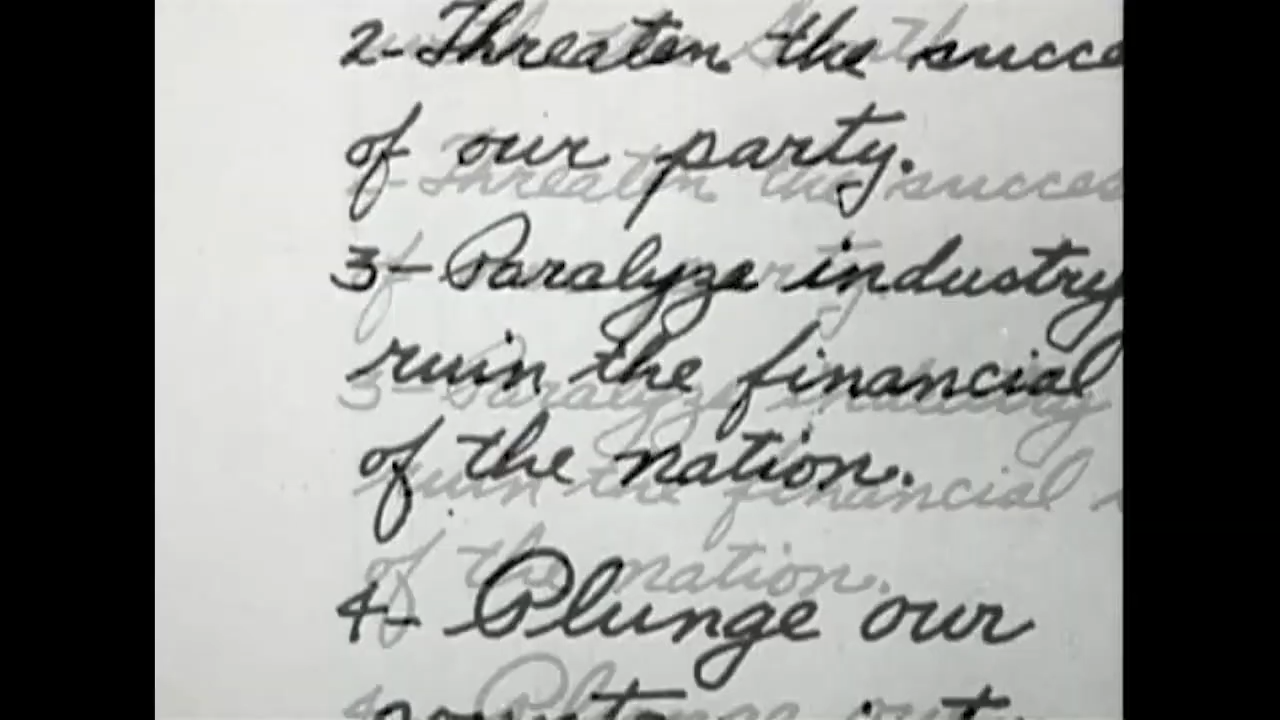 2-Threaten the succe
of our party.
3-Paralyze industry
ruin the financial
of the nation.
4- Plunge our